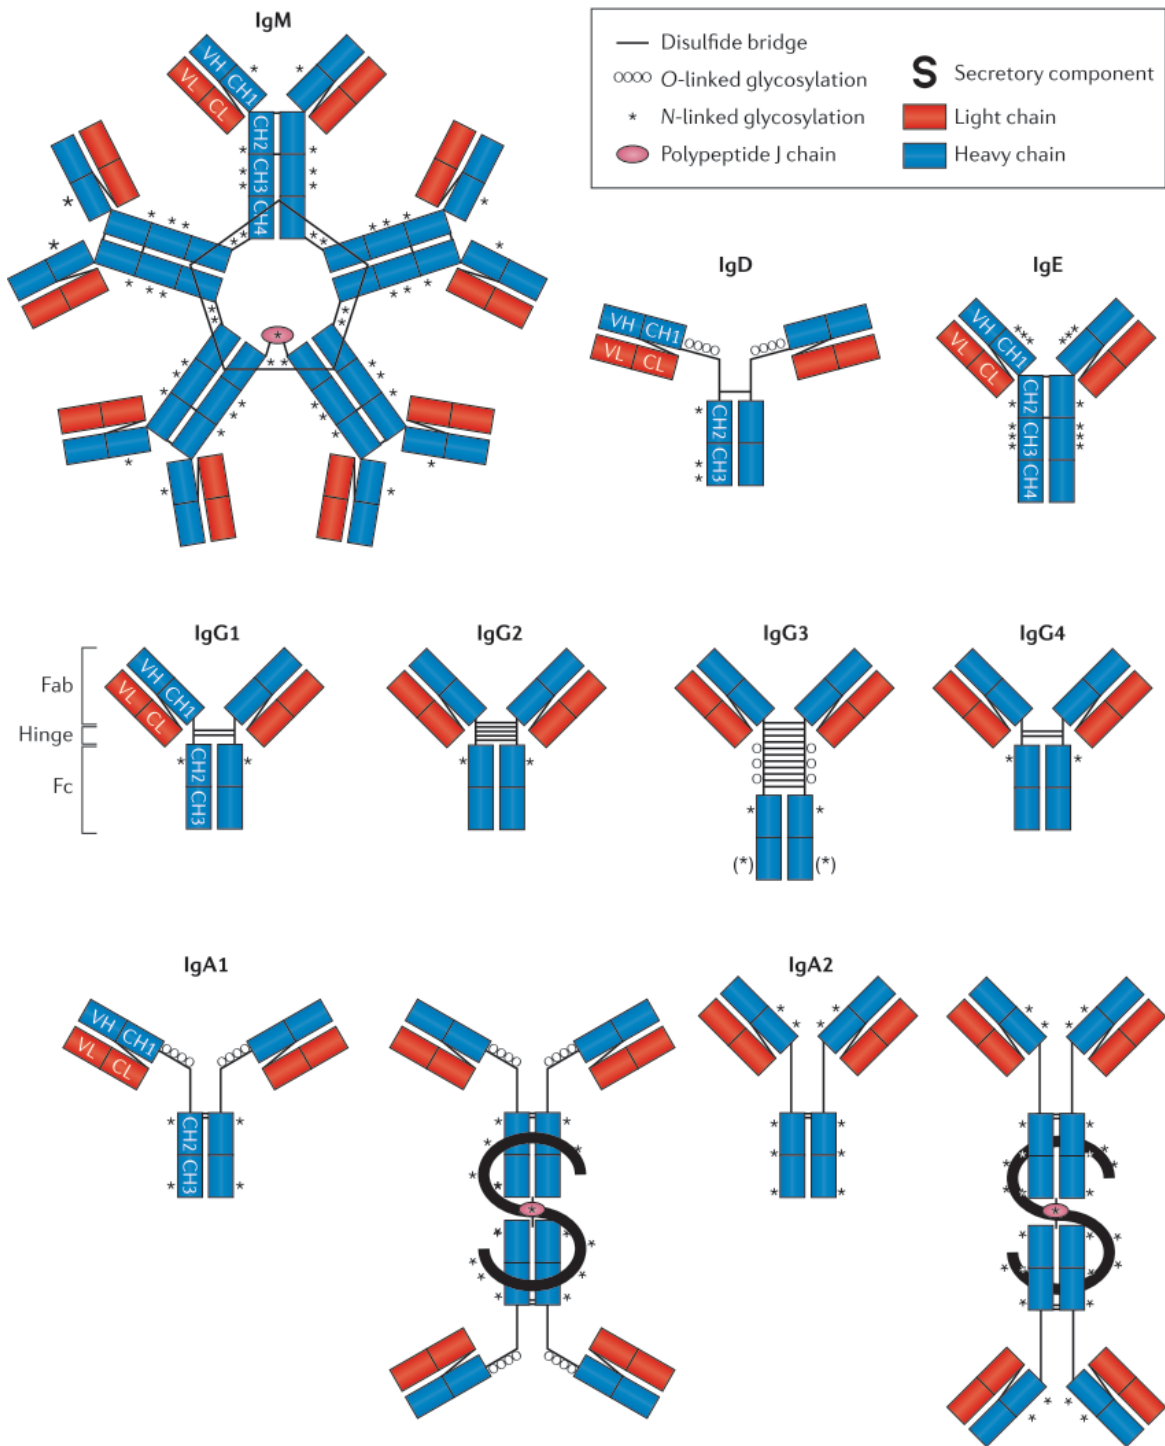 IgM
VH CH1
VL CL
CH2 CH3 CH4
Disulfide bridge
O-linked glycosylation
* N-linked glycosylation
Polypeptide J chain
S Secretory component
Light chain
Heavy chain
IgD
VH CH1
VL CL
CH2 CH3
IgE
VH CH1
VL CL
CH2 CH3 CH4
IgG1
Fab
Hinge
Fc
VH CH1
VL CL
CH2 CH3
IgG2
IgG3
(*) (*)
IgG4
IgA1
VH CH1
VL CL
CH2 CH3
IgA2